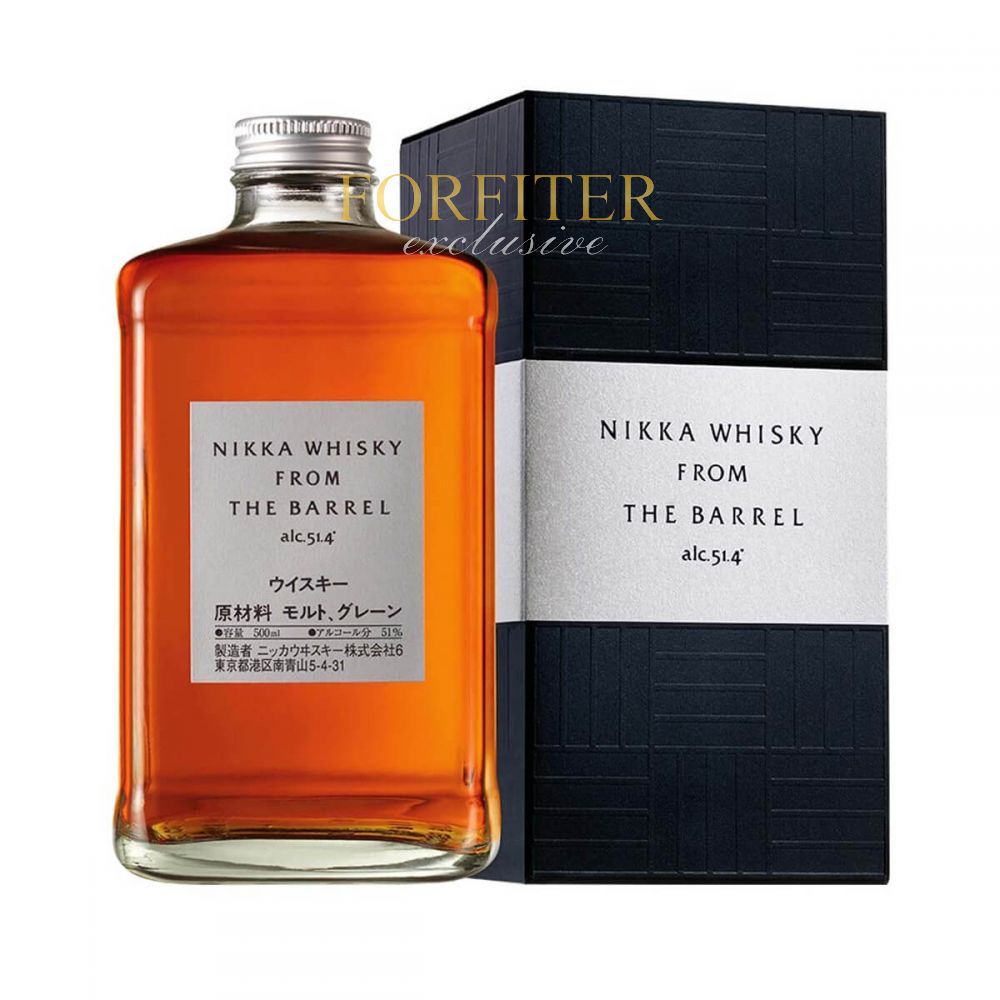 FORFITER
exclusive
NIKKA WHISKY
FROM
THE BARREL
alc.51.4°
ウイスキー
原材料 モルト、グレーン
●容量 500ml ●アルコール分 51%
製造者 ニッカウヰスキー株式会社6
東京都港区南青山5-4-31
NIKKA WHISKY
FROM
THE BARREL
alc.51.4°